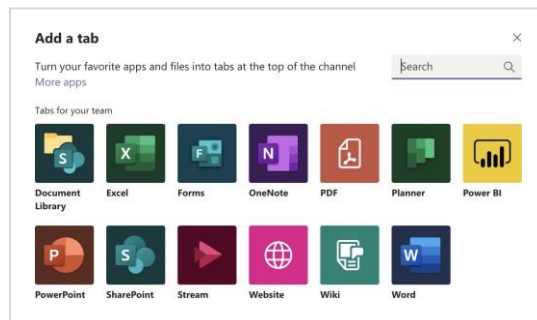 Add a tab
Turn your favorite apps and files into tabs at the top of the channel
More apps
Search
Tabs for your team
S
X
F
N
Document Library
Excel
Forms
OneNote
PDF
Planner
Power BI
P
S
W
PowerPoint
SharePoint
Stream
Website
Wiki
Word